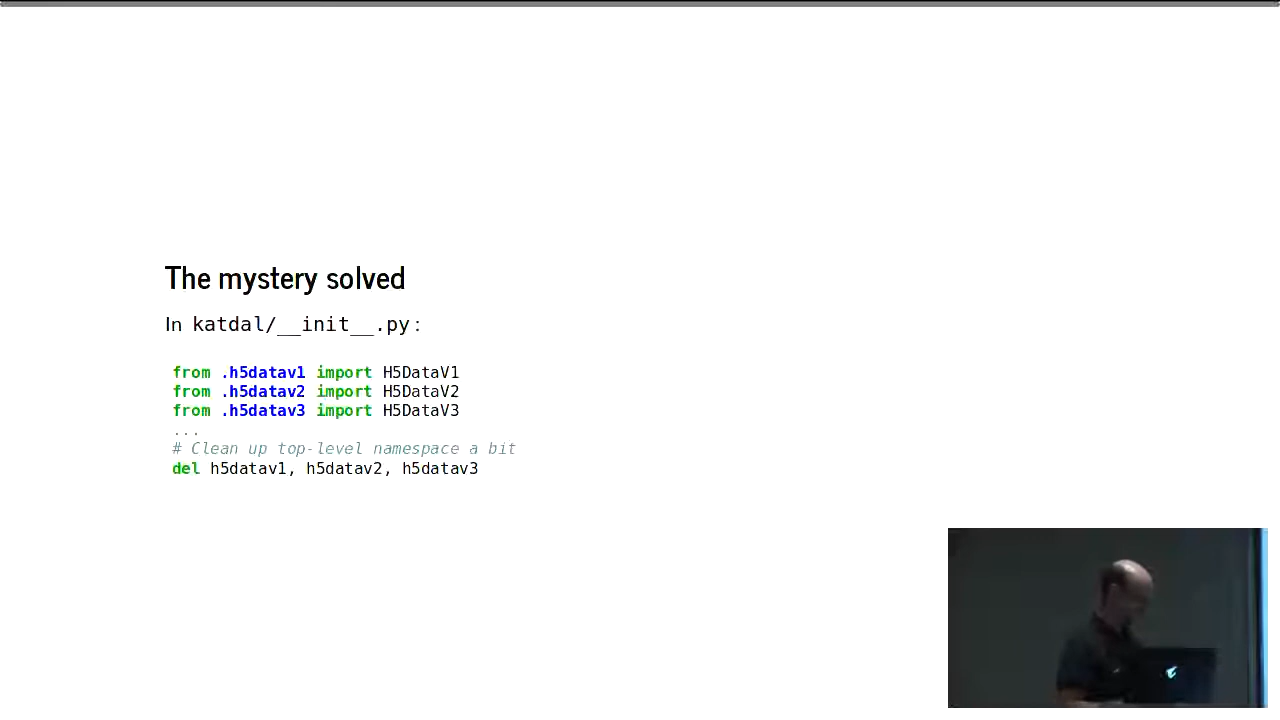 The mystery solved
In katdal/__init__.py:
from .h5datav1 import H5DataV1
from .h5datav2 import H5DataV2
from .h5datav3 import H5DataV3
...
# Clean up top-level namespace a bit
del h5datav1, h5datav2, h5datav3